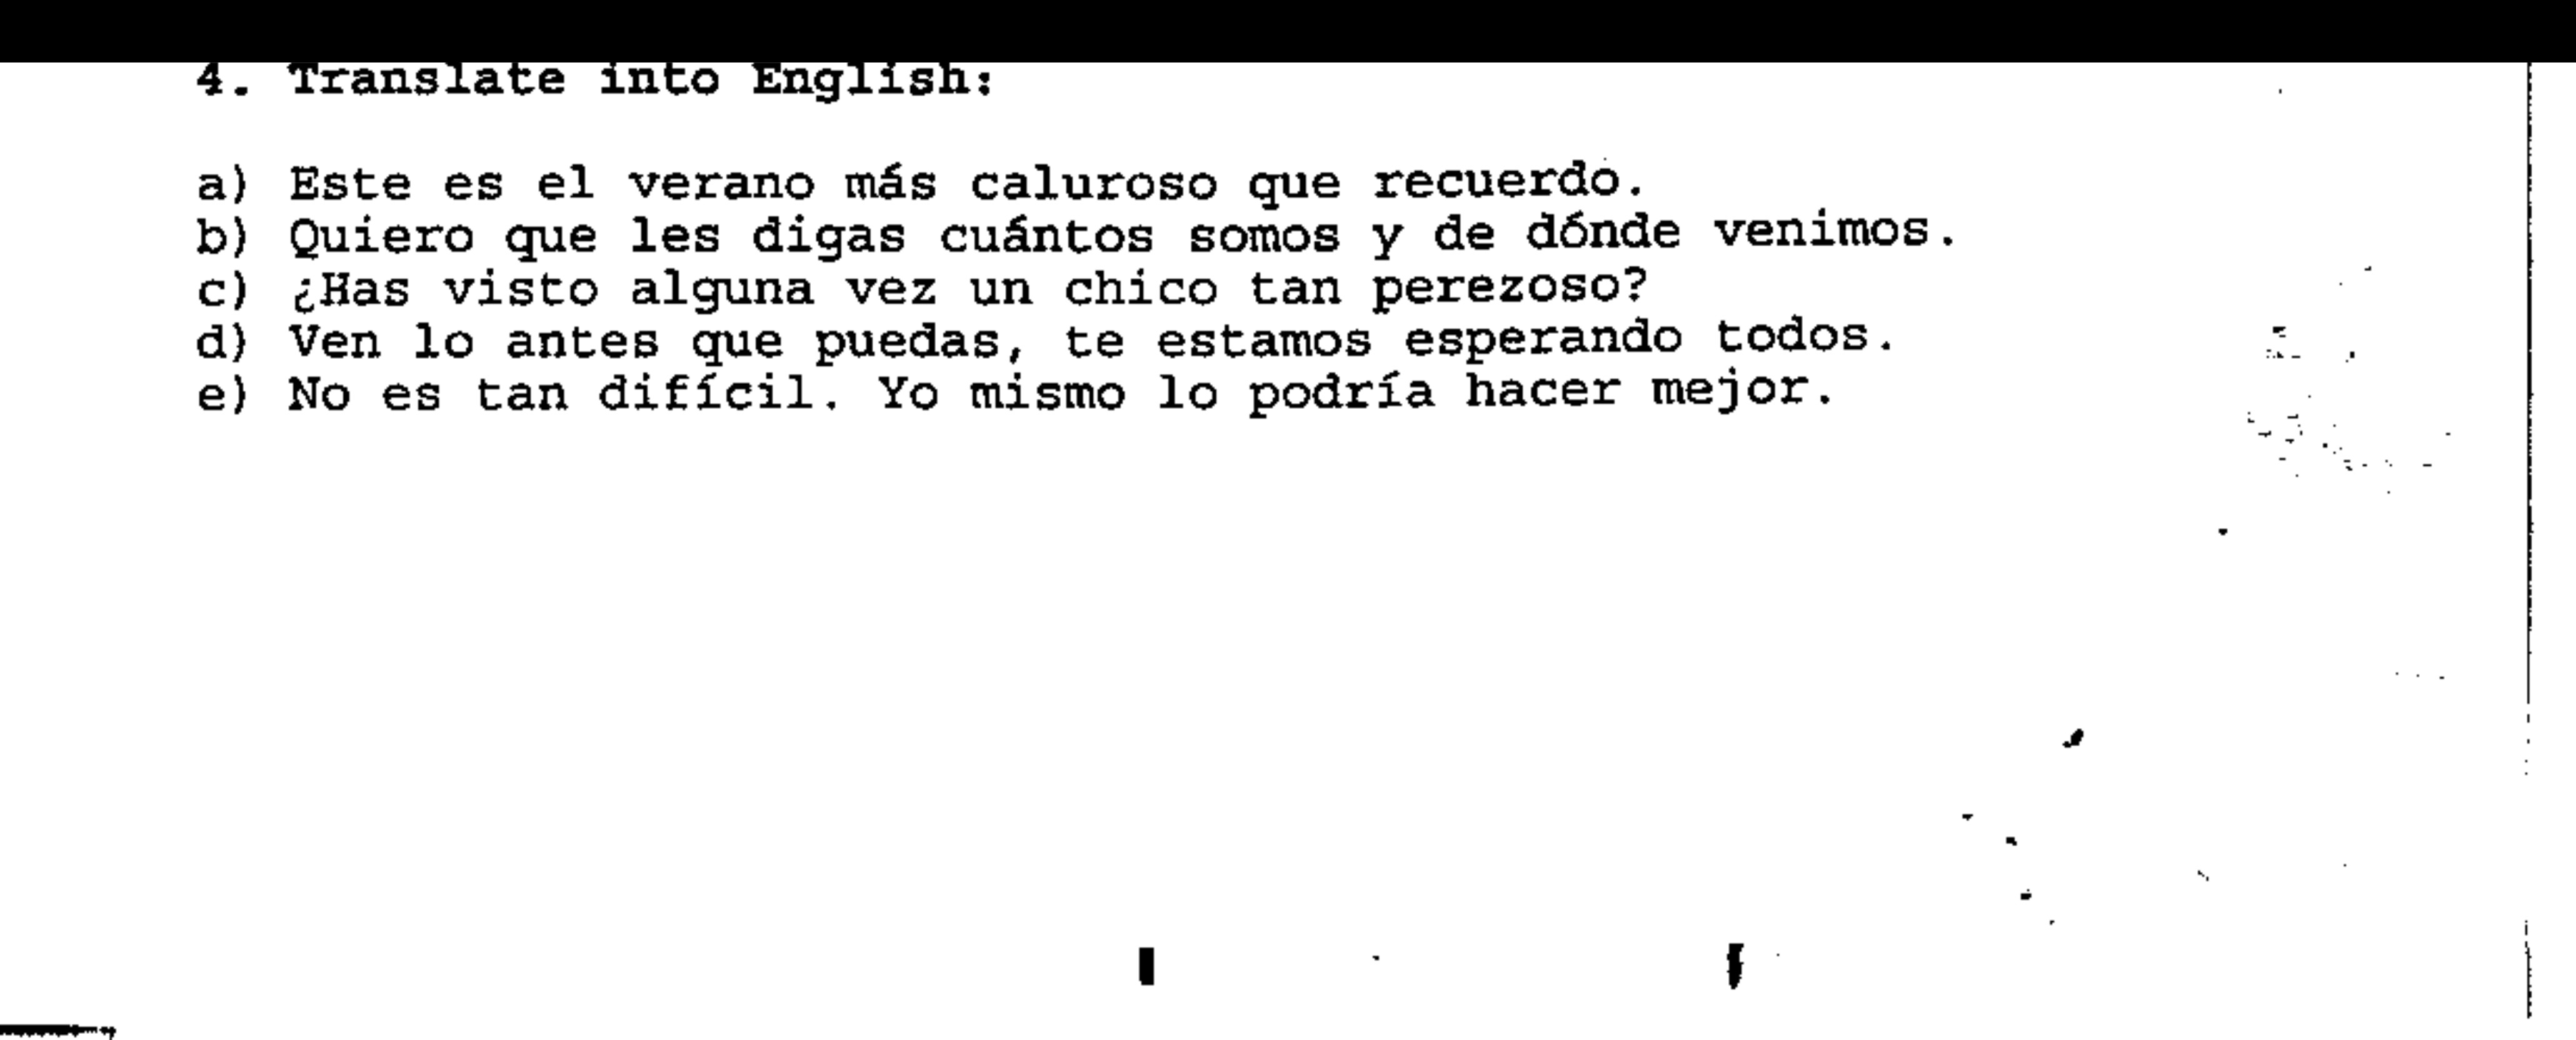 4. Translate into English:
a) Este es el verano más caluroso que recuerdo.
b) Quiero que les digas cuántos somos y de dónde venimos.
c) ¿Has visto alguna vez un chico tan perezoso?
d) Ven lo antes que puedas, te estamos esperando todos.
e) No es tan difícil. Yo mismo lo podría hacer mejor.